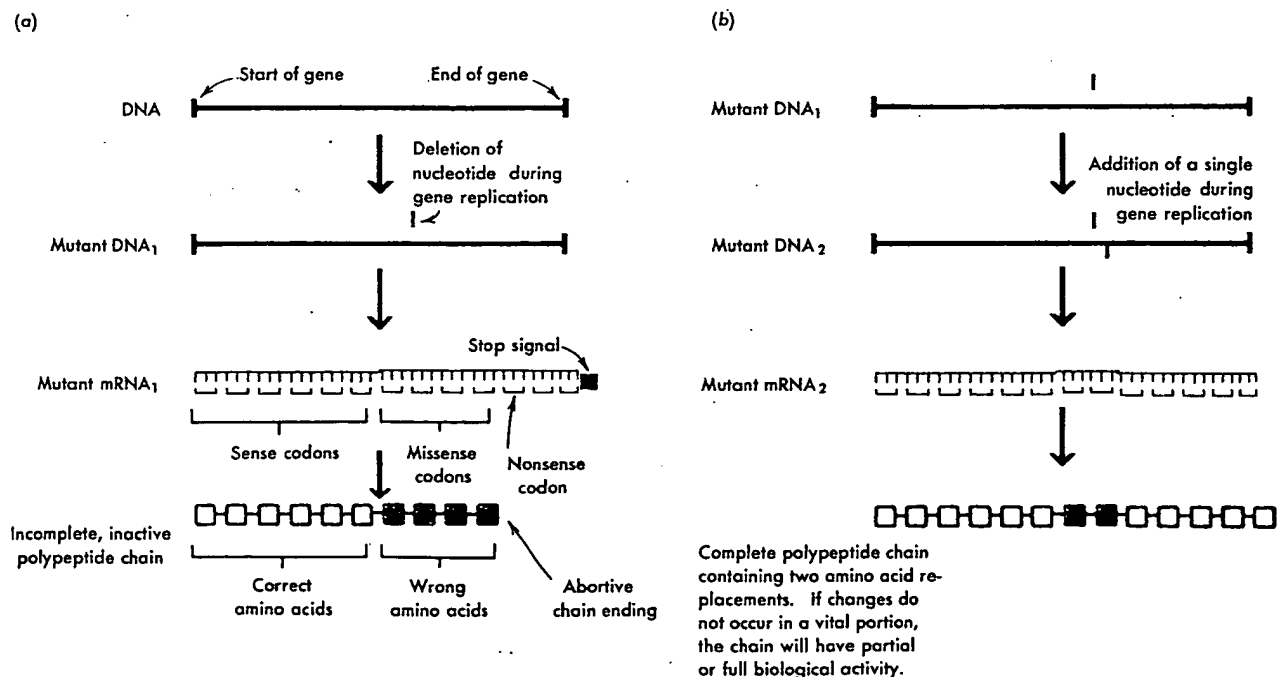 (a)
Start of gene
End of gene
DNA
Deletion of
nucleotide during
gene replication
Mutant DNA₁
Stop signal
Mutant mRNA₁
Sense codons
Missense
codons
Nonsense
codon
Incomplete, inactive
polypeptide chain
Correct
amino acids
Wrong
amino acids
Abortive
chain ending
(b)
Mutant DNA₁
Addition of a single
nucleotide during
gene replication
Mutant DNA₂
Mutant mRNA₂
Complete polypeptide chain
containing two amino acid re-
placements. If changes do
not occur in a vital portion,
the chain will have partial
or full biological activity.